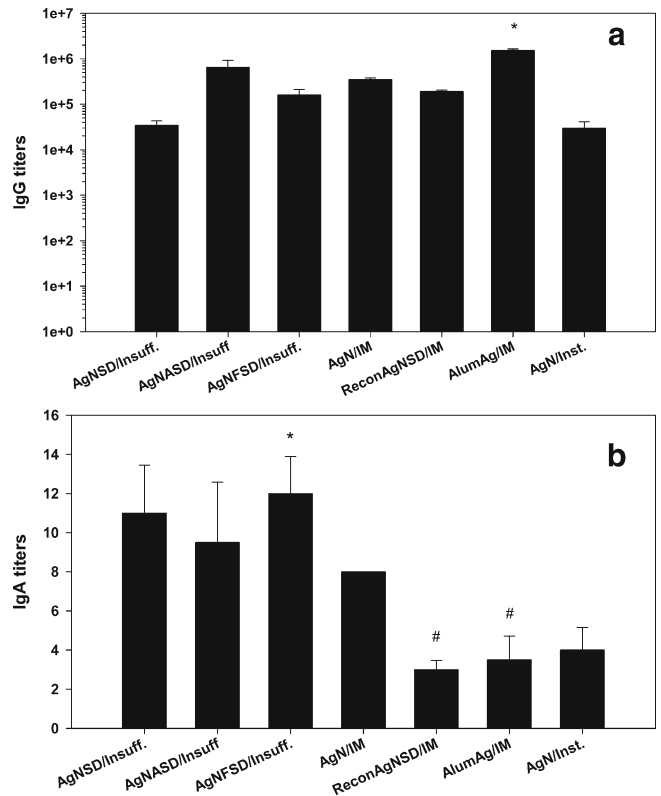 a
*
1e+7
1e+6
1e+5
1e+4
1e+3
1e+2
1e+1
1e+0
IgG titers
AgNSD/Insuff.
AgNASD/Insuff
AgNFSD/Insuff.
AgN/IM
ReconAgNSD/IM
AlumAg/IM
AgN/Inst.
b
*
#
#
16
14
12
10
8
6
4
2
0
IgA titers
AgNSD/Insuff.
AgNASD/Insuff
AgNFSD/Insuff.
AgN/IM
ReconAgNSD/IM
AlumAg/IM
AgN/Inst.